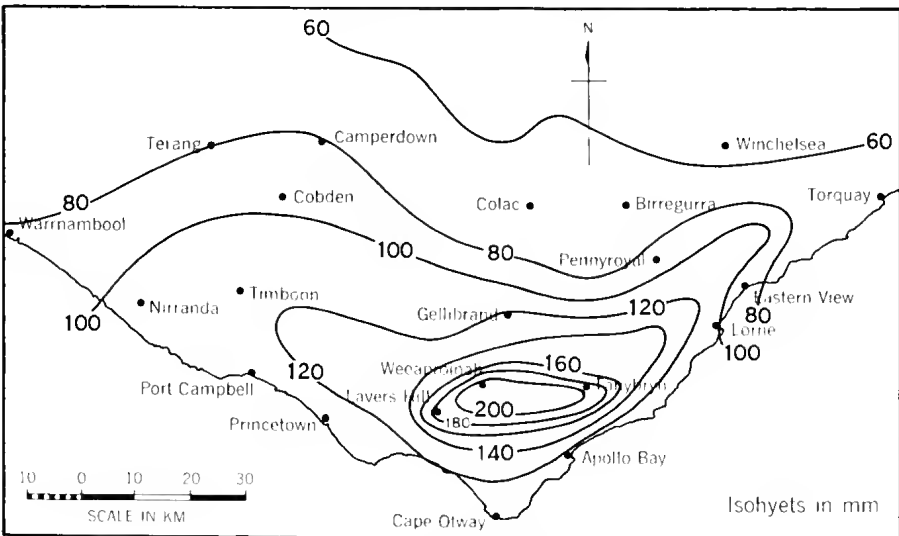 60
N
Terang
Camperdown
Winchelsea
60
80
Cobden
Colac
Birregurra
Torquay
Warrnambool
100
80
Pennyroyal
Nirranda
Timboon
Eastern View
100
Gellibrand
120
80
Lorne
100
120
Weeaproinah
160
Port Campbell
Lavers Hill
Tanybryn
Princetown
180
200
140
Apollo Bay
10 0 10 20 30
SCALE IN KM
Isohyets in mm
Cape Otway